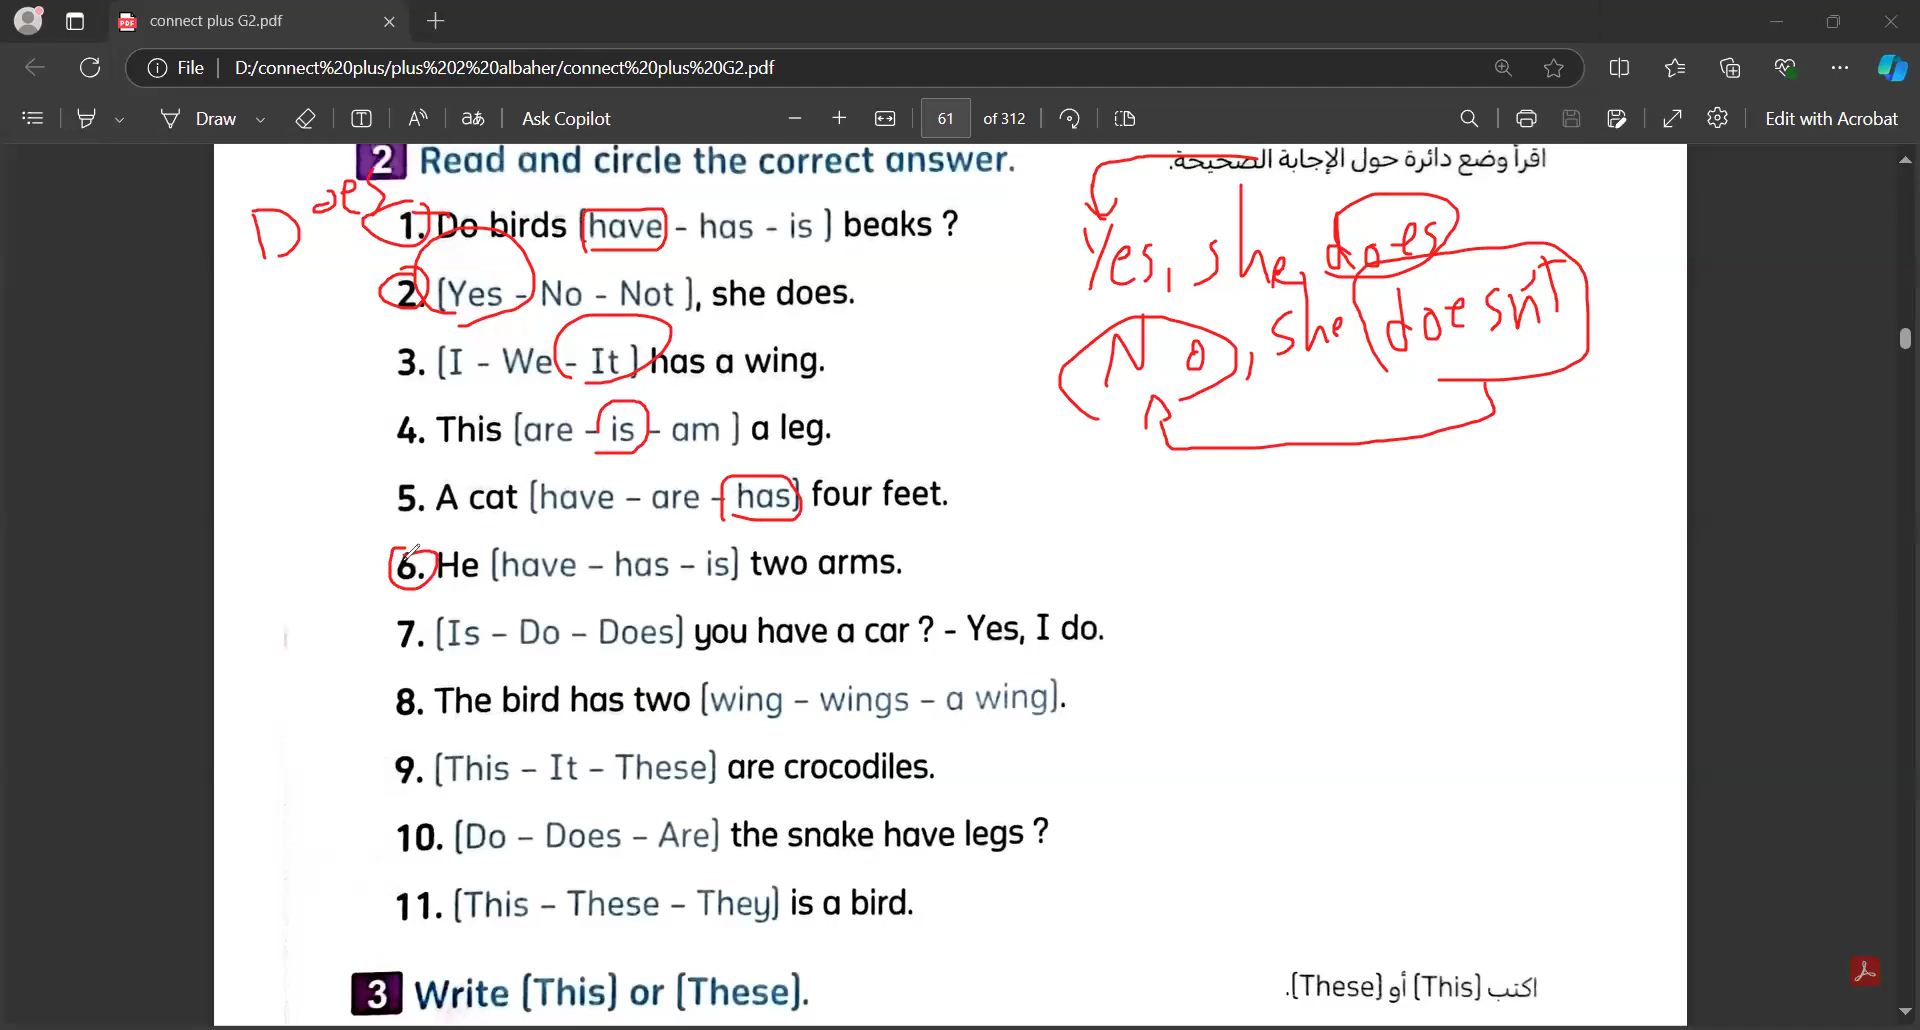 connect plus G2.pdf
File D:/connect%20plus/plus%202%20albaher/connect%20plus%20G2.pdf
Draw Ask Copilot 61 of 312 Edit with Acrobat
2 Read and circle the correct answer. اقرأ وضع دائرة حول الإجابة الصحيحة.
Does
1. Do birds [have - has - is ] beaks ?
Yes, she does
2. [Yes - No - Not ], she does.
No, she doesn't
3. [I - We - It ] has a wing.
4. This [are - is - am ] a leg.
5. A cat [have - are - has] four feet.
6. He [have - has - is] two arms.
7. [Is - Do - Does] you have a car ? - Yes, I do.
8. The bird has two [wing - wings - a wing].
9. [This - It - These] are crocodiles.
10. [Do - Does - Are] the snake have legs ?
11. [This - These - They] is a bird.
3 Write [This] or [These]. اكتب [This] أو [These].